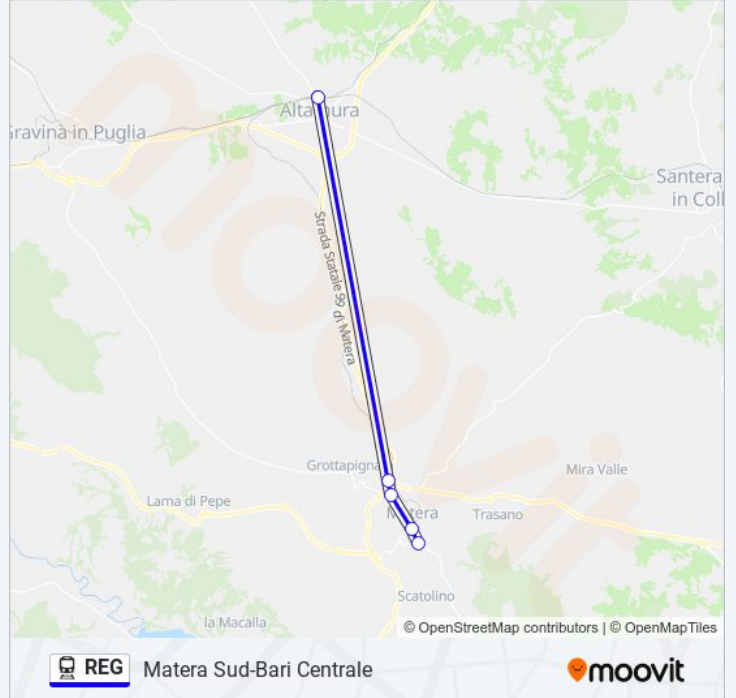 Altamura
Gravina in Puglia
Santera
in Coll
Strada Statale 99 di Matera
Grottapigna
Mira Valle
Lama di Pepe
Matera
Trasano
Scatolino
la Macalla
© OpenStreetMap contributors | © OpenMapTiles
REG Matera Sud-Bari Centrale
moovit
moovit